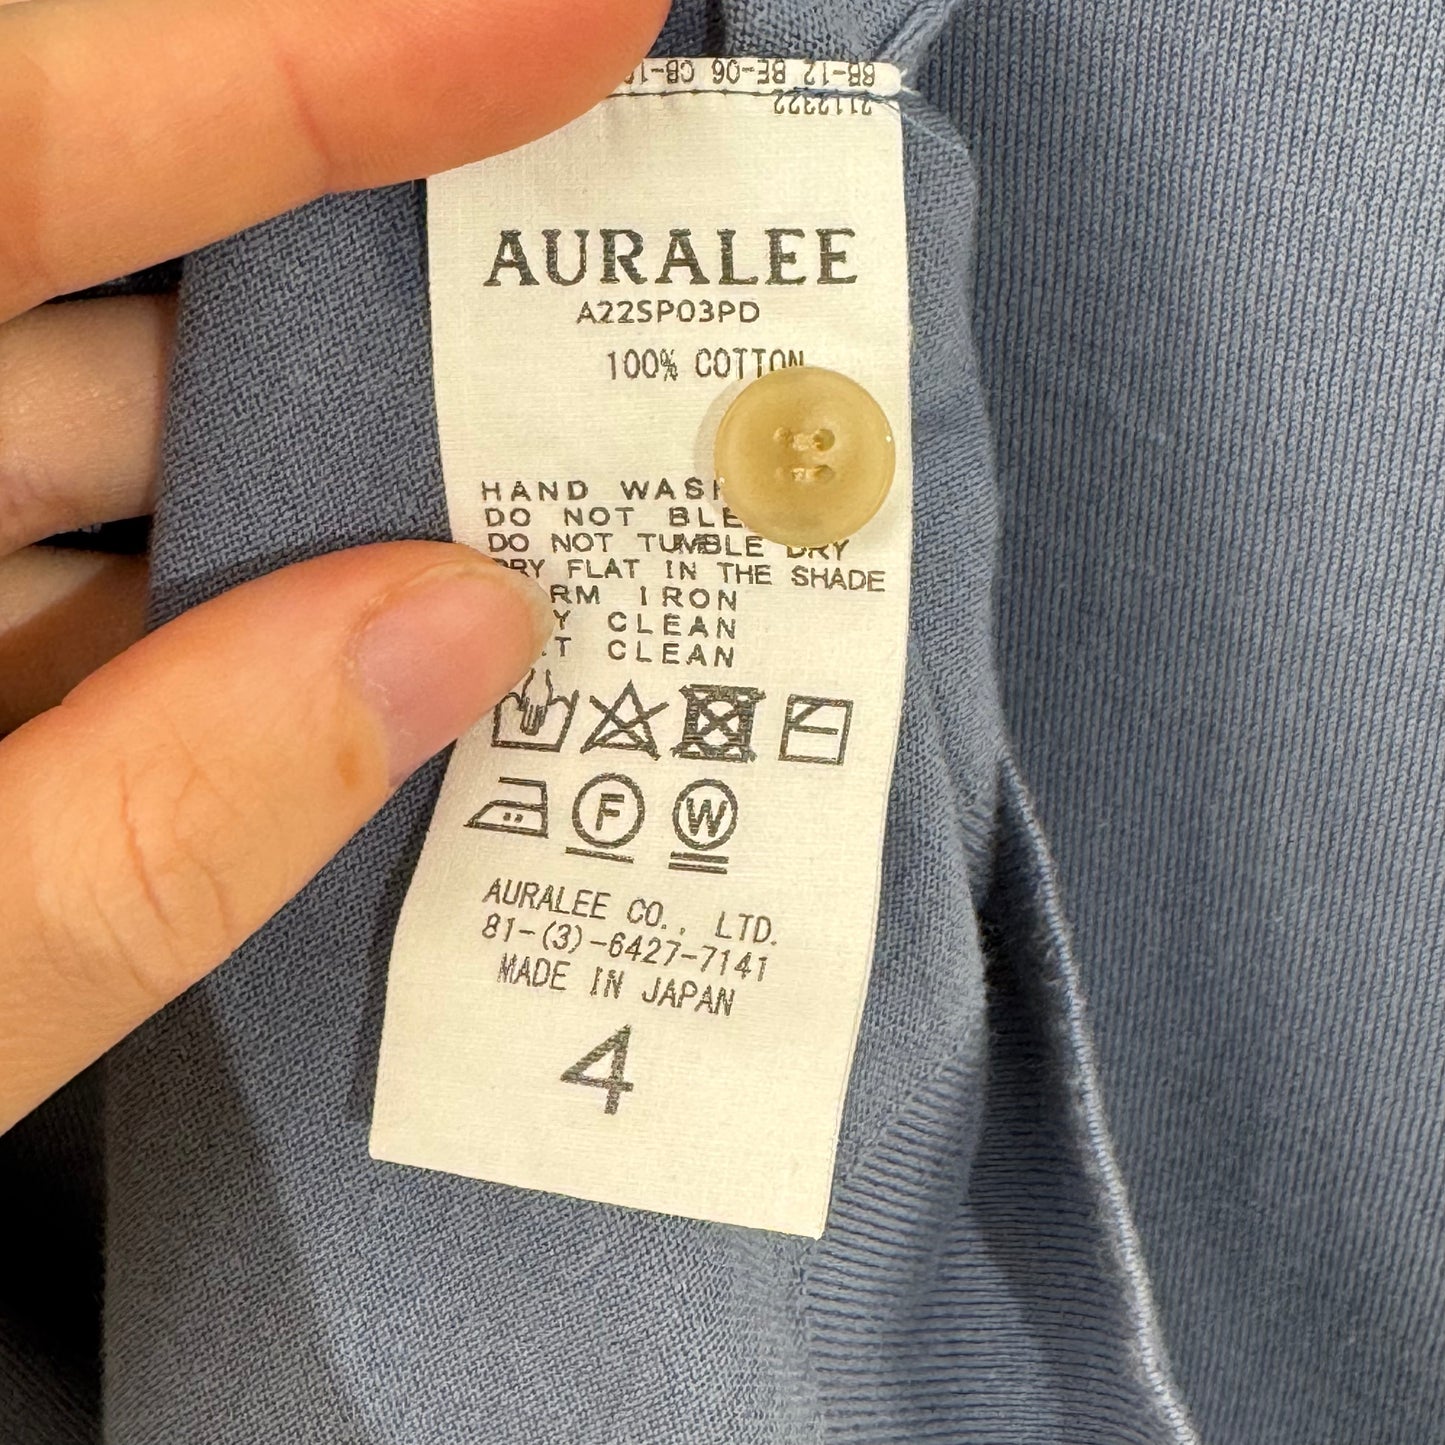 BB-12 BE-06 CB-1
2112322
AURALEE
A22SP03PD
100% COTTON
HAND WASH
DO NOT BLE
DO NOT TUMBLE DRY
DRY FLAT IN THE SHADE
RM IRON
Y CLEAN
T CLEAN
F W
AURALEE CO., LTD.
81-(3)-6427-7141
MADE IN JAPAN
4